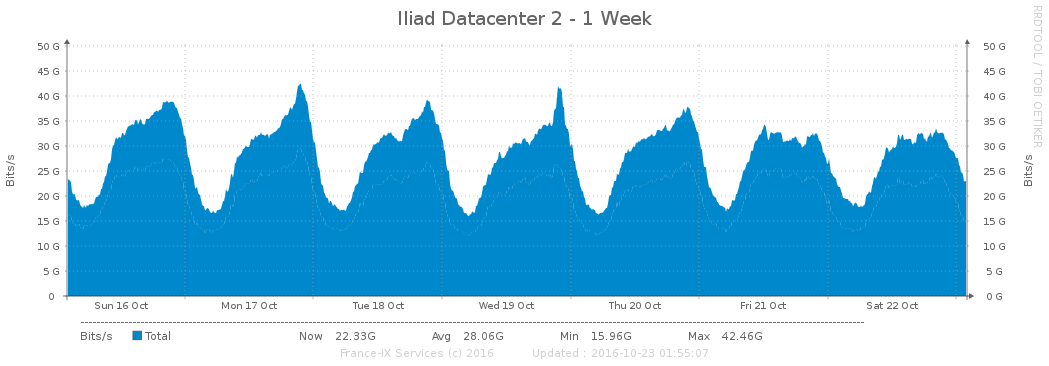 Iliad Datacenter 2 - 1 Week
RRDTOOL / TOBI OETIKER
50 G 50 G
45 G 45 G
40 G 40 G
35 G 35 G
30 G 30 G
25 G 25 G
20 G 20 G
15 G 15 G
10 G 10 G
5 G 5 G
0 0 G
Bits/s Bits/s
Sun 16 Oct Mon 17 Oct Tue 18 Oct Wed 19 Oct Thu 20 Oct Fri 21 Oct Sat 22 Oct
Bits/s Total Now 22.33G Avg 28.06G Min 15.96G Max 42.46G
France-IX Services (c) 2016 Updated : 2016-10-23 01:55:07